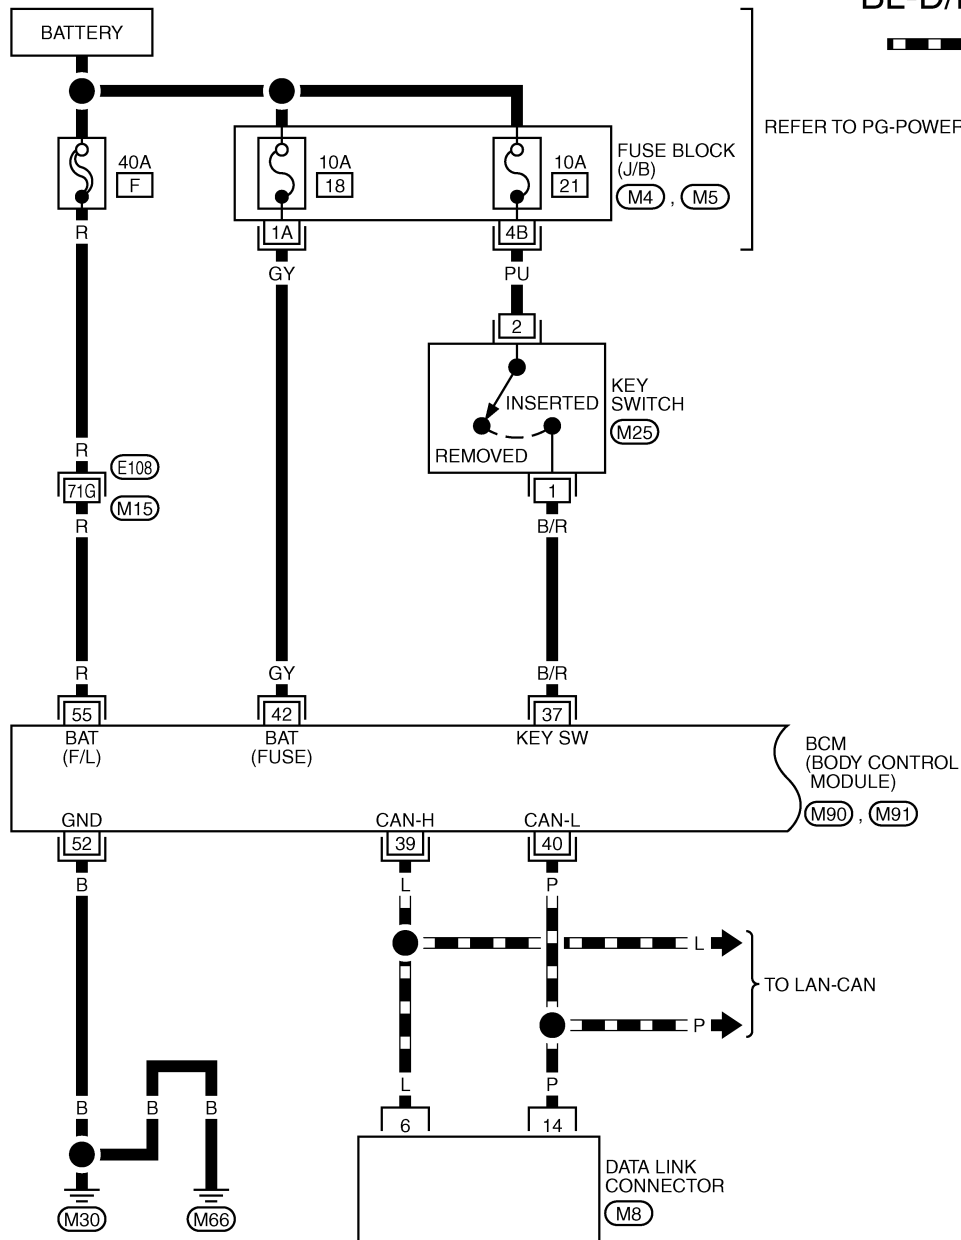 BATTERY
REFER TO PG-POWER
40A
F
10A
18
10A
21
FUSE BLOCK
(J/B)
M4 , M5
R
1A
4B
GY
PU
2
INSERTED
REMOVED
KEY
SWITCH
M25
R
E108
71G
M15
R
1
B/R
R
GY
B/R
55
42
37
BAT
(F/L)
BAT
(FUSE)
KEY SW
BCM
(BODY CONTROL
MODULE)
M90 , M91
GND
CAN-H
CAN-L
52
39
40
B
L
P
L
TO LAN-CAN
P
B
B
B
L
P
6
14
DATA LINK
CONNECTOR
M8
M30
M66